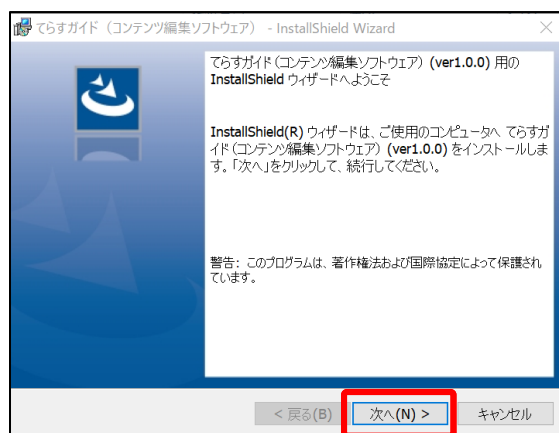 てらすガイド（コンテンツ編集ソフトウェア） - InstallShield Wizard
てらすガイド(コンテンツ編集ソフトウェア) (ver1.0.0) 用の
InstallShield ウィザードへようこそ
InstallShield(R) ウィザードは、ご使用のコンピュータへ てらすガ
イド(コンテンツ編集ソフトウェア) (ver1.0.0) をインストールしま
す。「次へ」をクリックして、続行してください。
警告: このプログラムは、著作権法および国際協定によって保護され
ています。
< 戻る(B) 次へ(N) > キャンセル